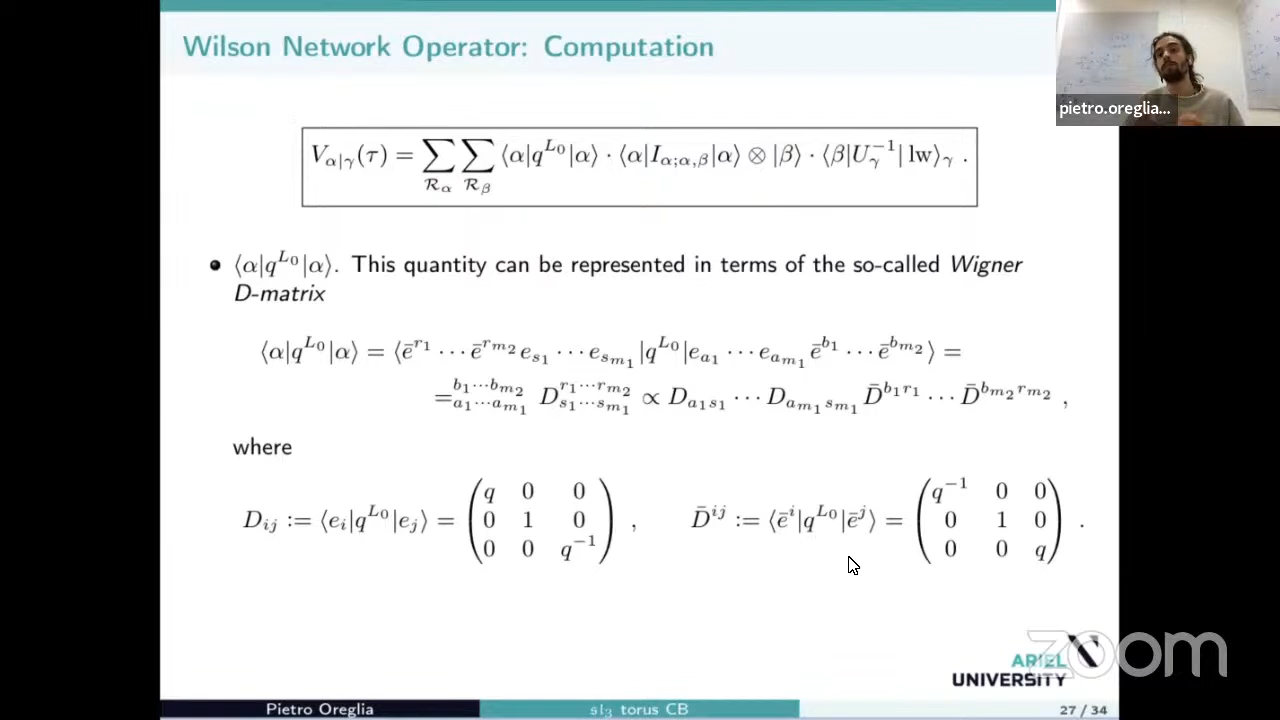 Wilson Network Operator: Computation
pietro.oreglia...
V_{α|γ}(τ) = ∑_{ℛ_α} ∑_{ℛ_β} ⟨α|q^{L_0}|α⟩ · ⟨α|I_{α;α,β}|α⟩ ⊗ |β⟩ · ⟨β|U_γ^{-1}| lw⟩_γ .
• ⟨α|q^{L_0}|α⟩. This quantity can be represented in terms of the so-called Wigner
D-matrix
⟨α|q^{L_0}|α⟩ = ⟨ē^{r_1} ··· ē^{r_{m_2}} e_{s_1} ··· e_{s_{m_1}} |q^{L_0}|e_{a_1} ··· e_{a_{m_1}} ē^{b_1} ··· ē^{b_{m_2}}⟩ =
=^{b_1···b_{m_2}}_{a_1···a_{m_1}} D^{r_1···r_{m_2}}_{s_1···s_{m_1}} ∝ D_{a_1 s_1} ··· D_{a_{m_1} s_{m_1}} D̄^{b_1 r_1} ··· D̄^{b_{m_2} r_{m_2}} ,
where
D_{ij} := ⟨e_i|q^{L_0}|e_j⟩ = ( q 0 0 ; 0 1 0 ; 0 0 q^{-1} ) , D̄^{ij} := ⟨ē^i|q^{L_0}|ē^j⟩ = ( q^{-1} 0 0 ; 0 1 0 ; 0 0 q ) .
zoom
ARIEL
UNIVERSITY
Pietro Oreglia sl_3 torus CB 27 / 34